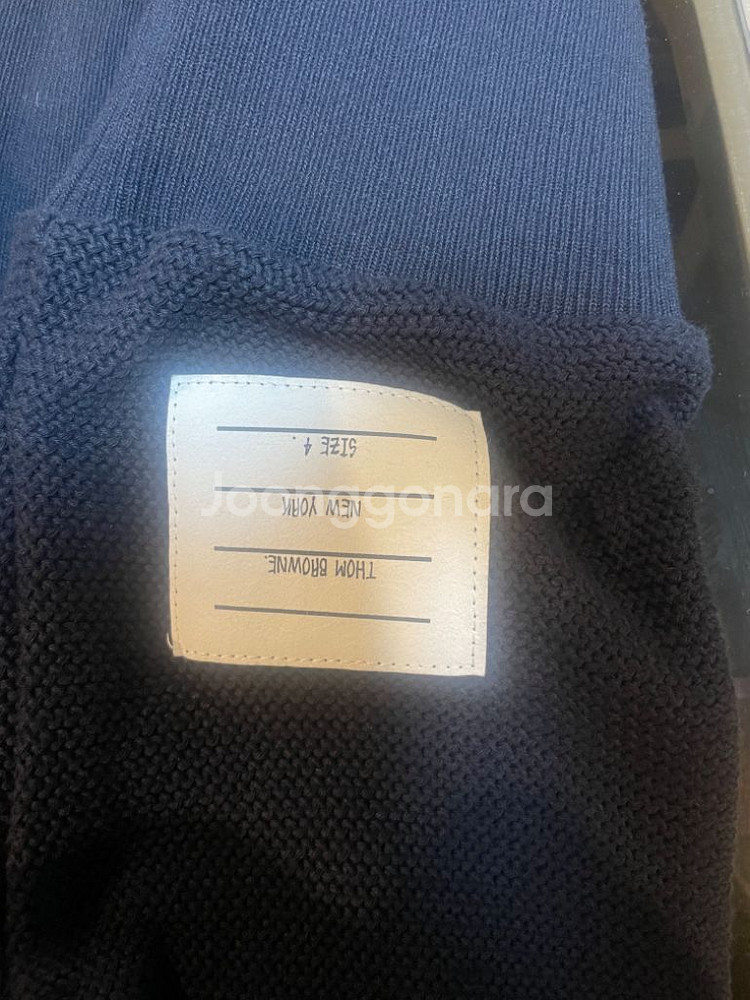 THOM BROWNE.
NEW YORK
SIZE 4.
Joonggonara